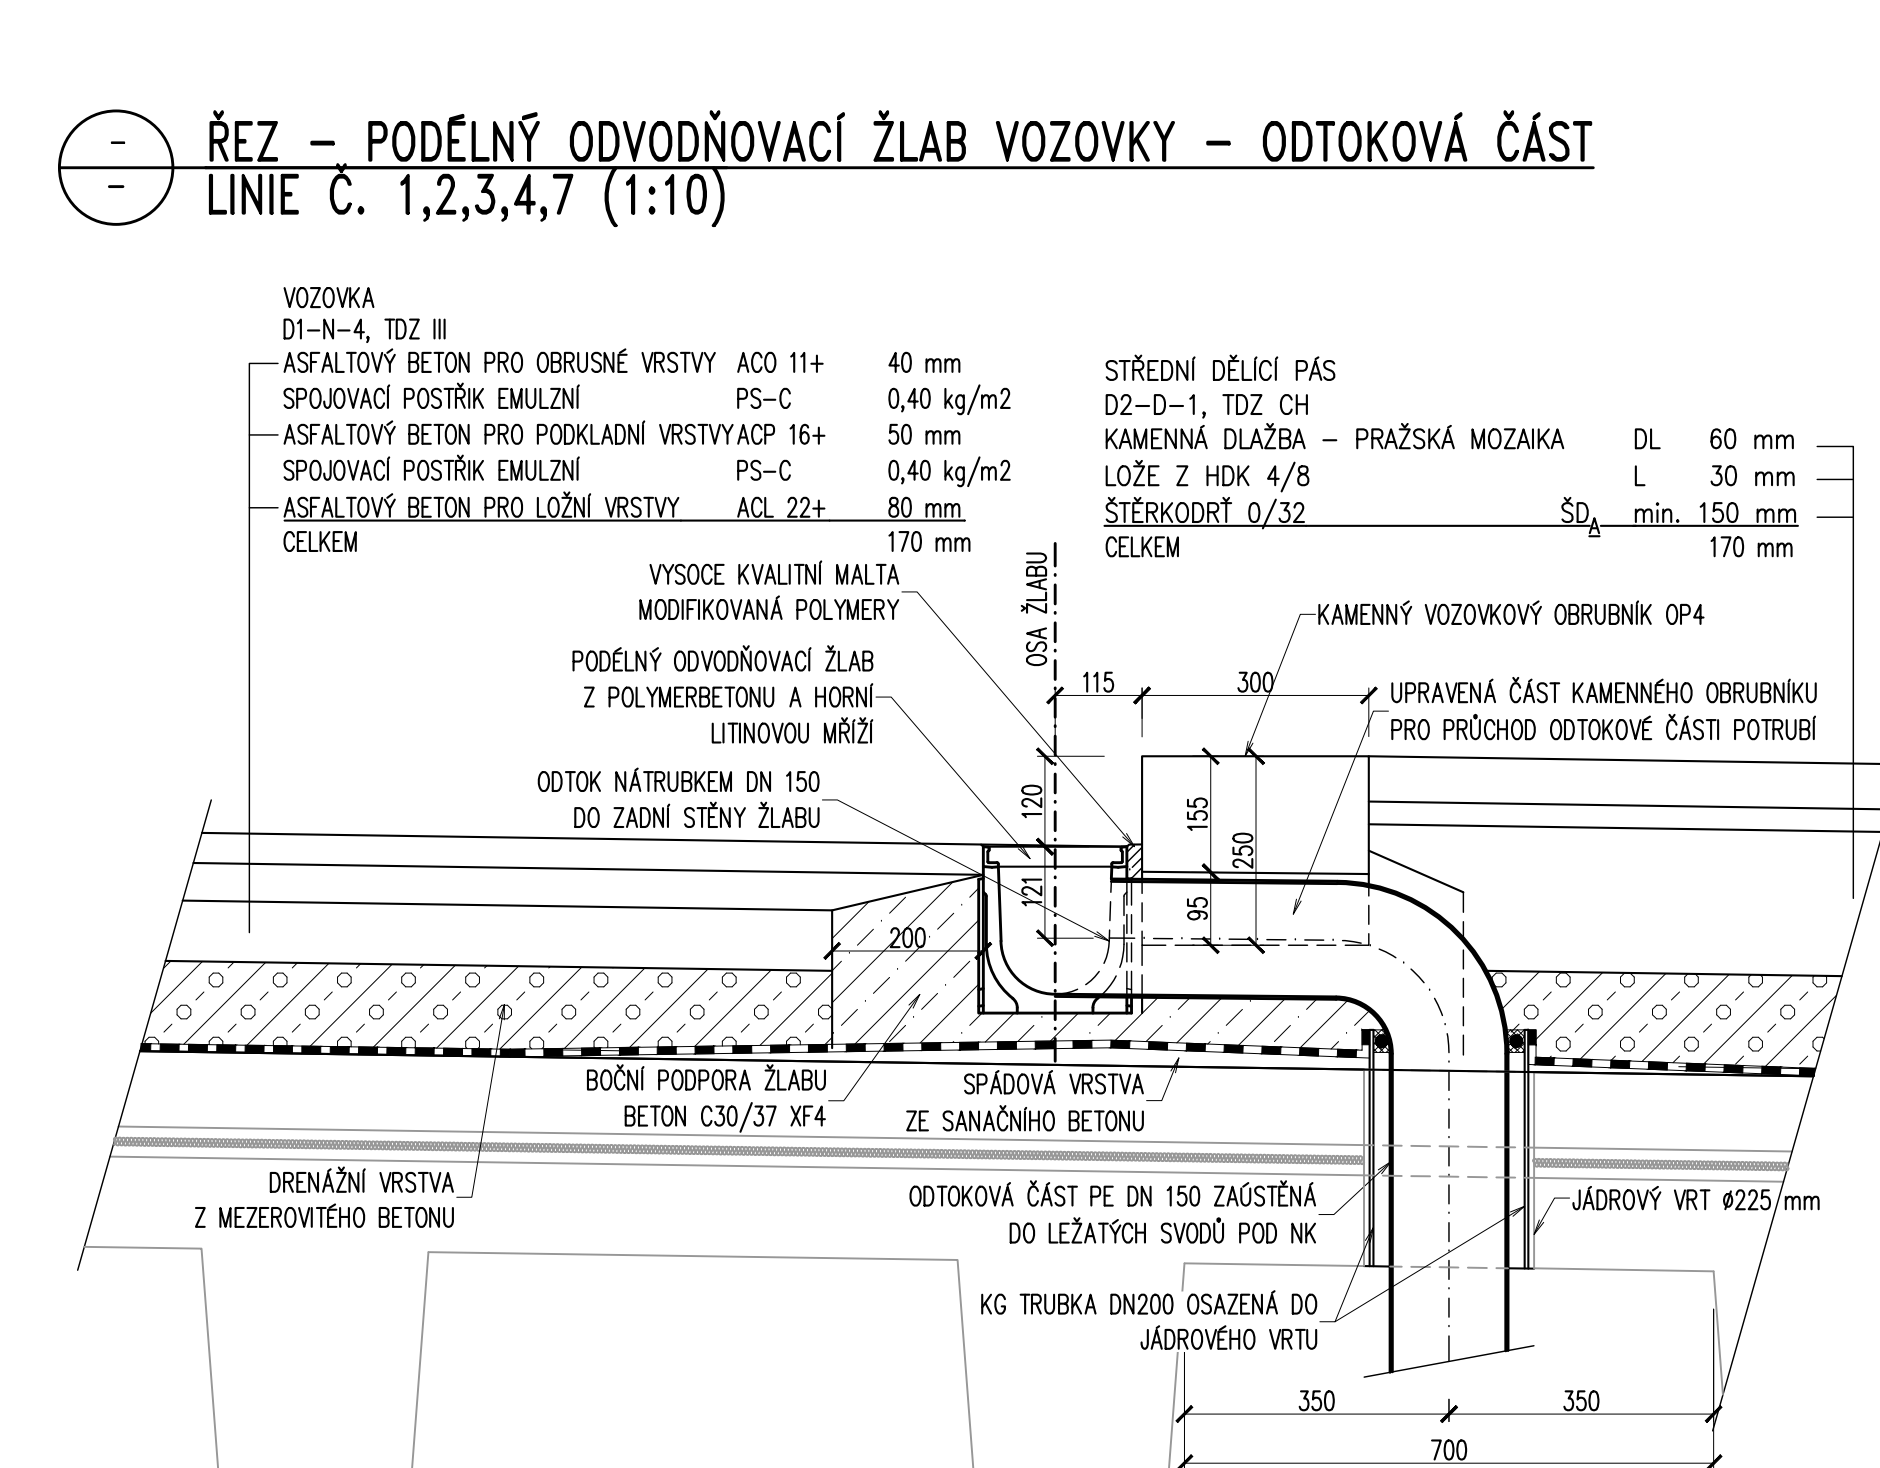 -
-
ŘEZ - PODÉLNÝ ODVODŇOVACÍ ŽLAB VOZOVKY - ODTOKOVÁ ČÁST
LINIE Č. 1,2,3,4,7 (1:10)
VOZOVKA
D1-N-4, TDZ III
ASFALTOVÝ BETON PRO OBRUSNÉ VRSTVY ACO 11+ 40 mm
SPOJOVACÍ POSTŘIK EMULZNÍ PS-C 0,40 kg/m2
ASFALTOVÝ BETON PRO PODKLADNÍ VRSTVY ACP 16+ 50 mm
SPOJOVACÍ POSTŘIK EMULZNÍ PS-C 0,40 kg/m2
ASFALTOVÝ BETON PRO LOŽNÍ VRSTVY ACL 22+ 80 mm
CELKEM 170 mm
STŘEDNÍ DĚLÍCÍ PÁS
D2-D-1, TDZ CH
KAMENNÁ DLAŽBA - PRAŽSKÁ MOZAIKA DL 60 mm
LOŽE Z HDK 4/8 L 30 mm
ŠTĚRKODRŤ 0/32 ŠDA min. 150 mm
CELKEM 170 mm
VYSOCE KVALITNÍ MALTA
MODIFIKOVANÁ POLYMERY
OSA ŽLABU
KAMENNÝ VOZOVKOVÝ OBRUBNÍK OP4
PODÉLNÝ ODVODŇOVACÍ ŽLAB
Z POLYMERBETONU A HORNÍ
LITINOVOU MŘÍŽÍ
115
300
UPRAVENÁ ČÁST KAMENNÉHO OBRUBNÍKU
PRO PRŮCHOD ODTOKOVÉ ČÁSTI POTRUBÍ
ODTOK NÁTRUBKEM DN 150
DO ZADNÍ STĚNY ŽLABU
120
155
250
121
95
200
BOČNÍ PODPORA ŽLABU
BETON C30/37 XF4
SPÁDOVÁ VRSTVA
ZE SANAČNÍHO BETONU
DRENÁŽNÍ VRSTVA
Z MEZEROVITÉHO BETONU
ODTOKOVÁ ČÁST PE DN 150 ZAÚSTĚNÁ
DO LEŽATÝCH SVODŮ POD NK
JÁDROVÝ VRT ø225 mm
KG TRUBKA DN200 OSAZENÁ DO
JÁDROVÉHO VRTU
350
350
700